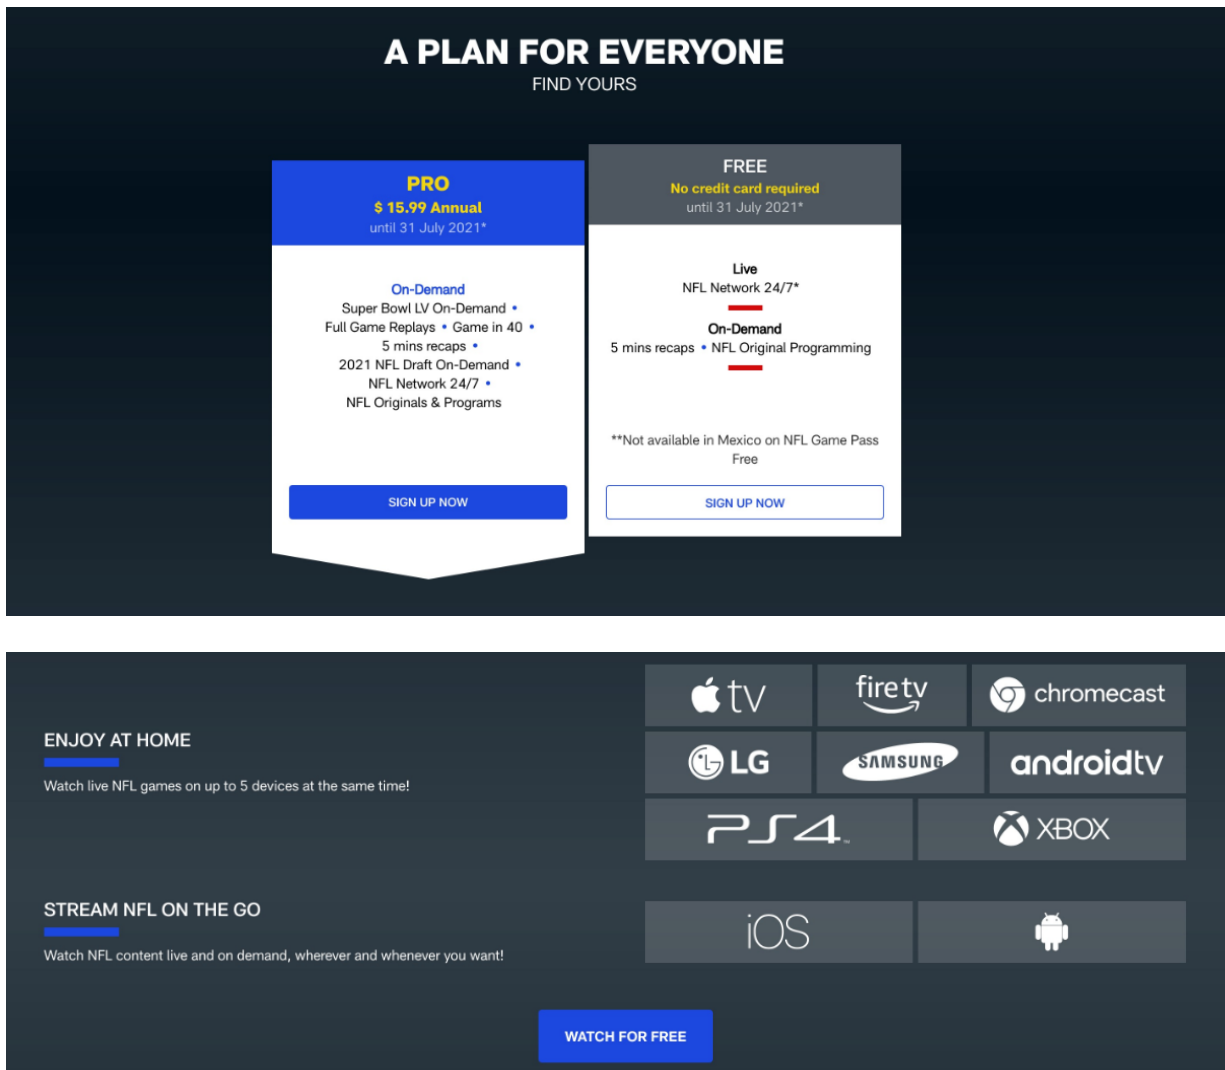 A PLAN FOR EVERYONE
FIND YOURS
PRO
$ 15.99 Annual
until 31 July 2021*
On-Demand
Super Bowl LV On-Demand •
Full Game Replays • Game in 40 •
5 mins recaps •
2021 NFL Draft On-Demand •
NFL Network 24/7 •
NFL Originals & Programs
SIGN UP NOW
FREE
No credit card required
until 31 July 2021*
Live
NFL Network 24/7*
On-Demand
5 mins recaps • NFL Original Programming
**Not available in Mexico on NFL Game Pass
Free
SIGN UP NOW
ENJOY AT HOME
Watch live NFL games on up to 5 devices at the same time!
tv
fire tv
chromecast
LG
SAMSUNG
androidtv
PS4™
XBOX
STREAM NFL ON THE GO
Watch NFL content live and on demand, wherever and whenever you want!
iOS
WATCH FOR FREE